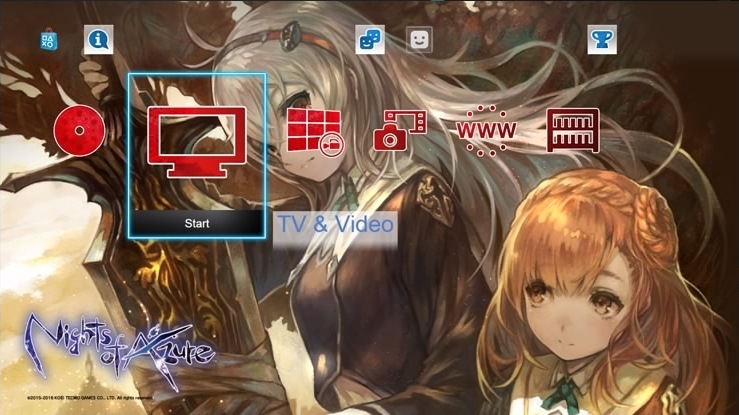 WWW
Start
TV & Video
Nights of Azure
©2015-2016 KOEI TECMO GAMES CO., LTD. All rights reserved.